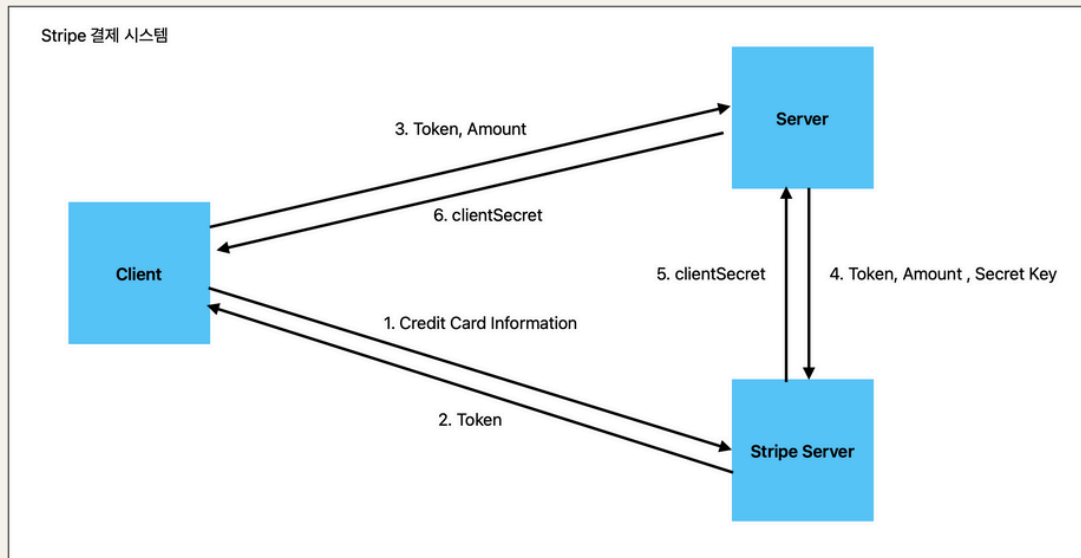 Stripe 결제 시스템
Server
3. Token, Amount
6. clientSecret
Client
5. clientSecret
4. Token, Amount , Secret Key
1. Credit Card Information
2. Token
Stripe Server